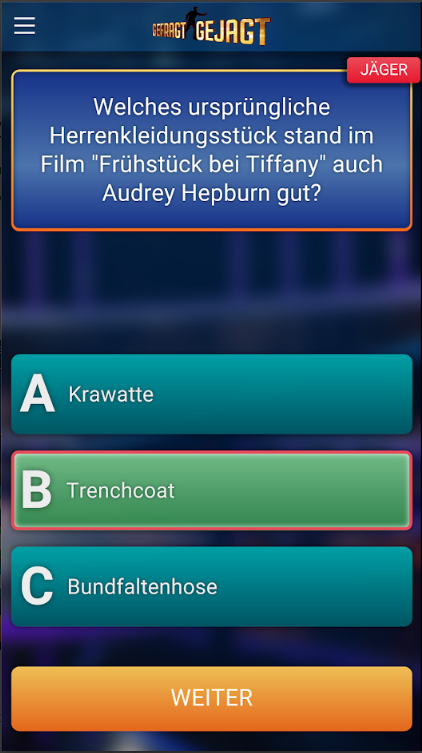 GEFRAGT GEJAGT
JÄGER
Welches ursprüngliche
Herrenkleidungsstück stand im
Film "Frühstück bei Tiffany" auch
Audrey Hepburn gut?
A Krawatte
B Trenchcoat
C Bundfaltenhose
WEITER